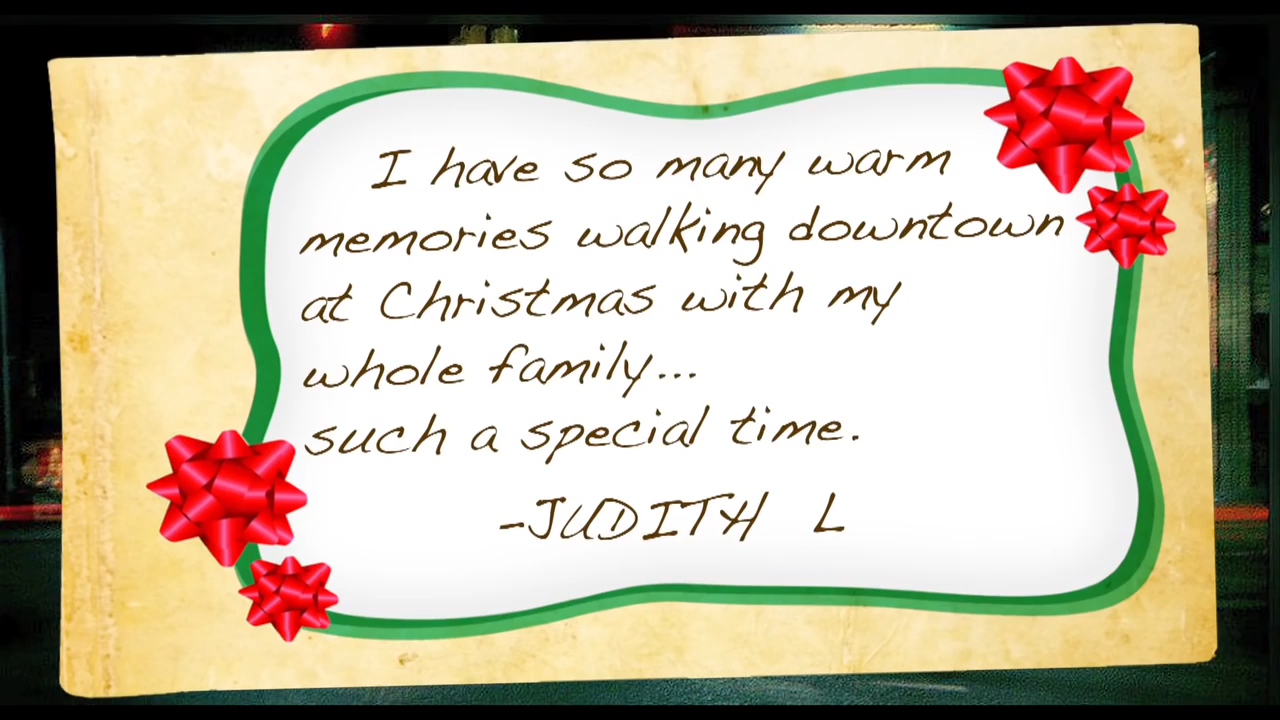 I have so many warm
memories walking downtown
at Christmas with my
whole family...
such a special time.
-JUDITH L